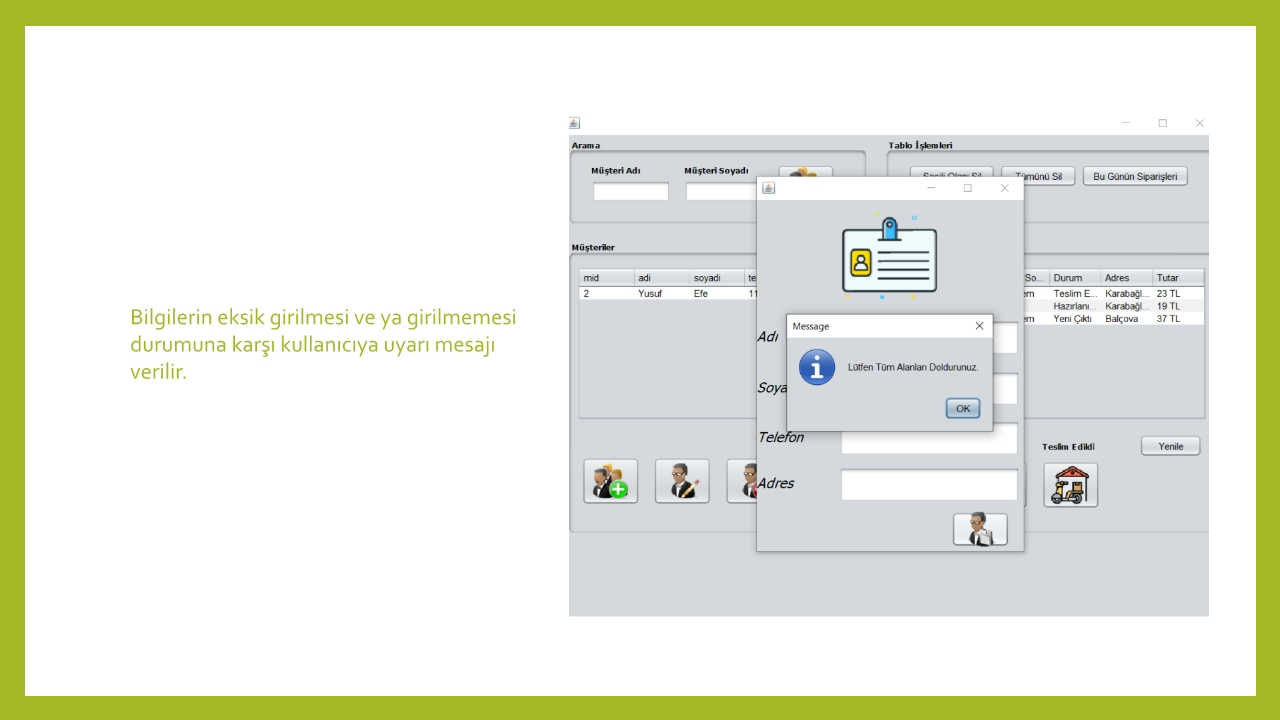 Bilgilerin eksik girilmesi ve ya girilmemesi
durumuna karşı kullanıcıya uyarı mesajı
verilir.
Arama
Tablo İşlemleri
Müşteri Adı
Müşteri Soyadı
Seçili Olanı Sil
Tümünü Sil
Bu Günün Siparişleri
Müşteriler
mid adi soyadi te
2 Yusuf Efe 11
So... Durum Adres Tutar
em Teslim E... Karabağl... 23 TL
Hazırlanı... Karabağl... 19 TL
em Yeni Çıktı Balçova 37 TL
Message
Lütfen Tüm Alanları Doldurunuz.
OK
Adı
Soya
Telefon
Adres
Teslim Edildi
Yenile